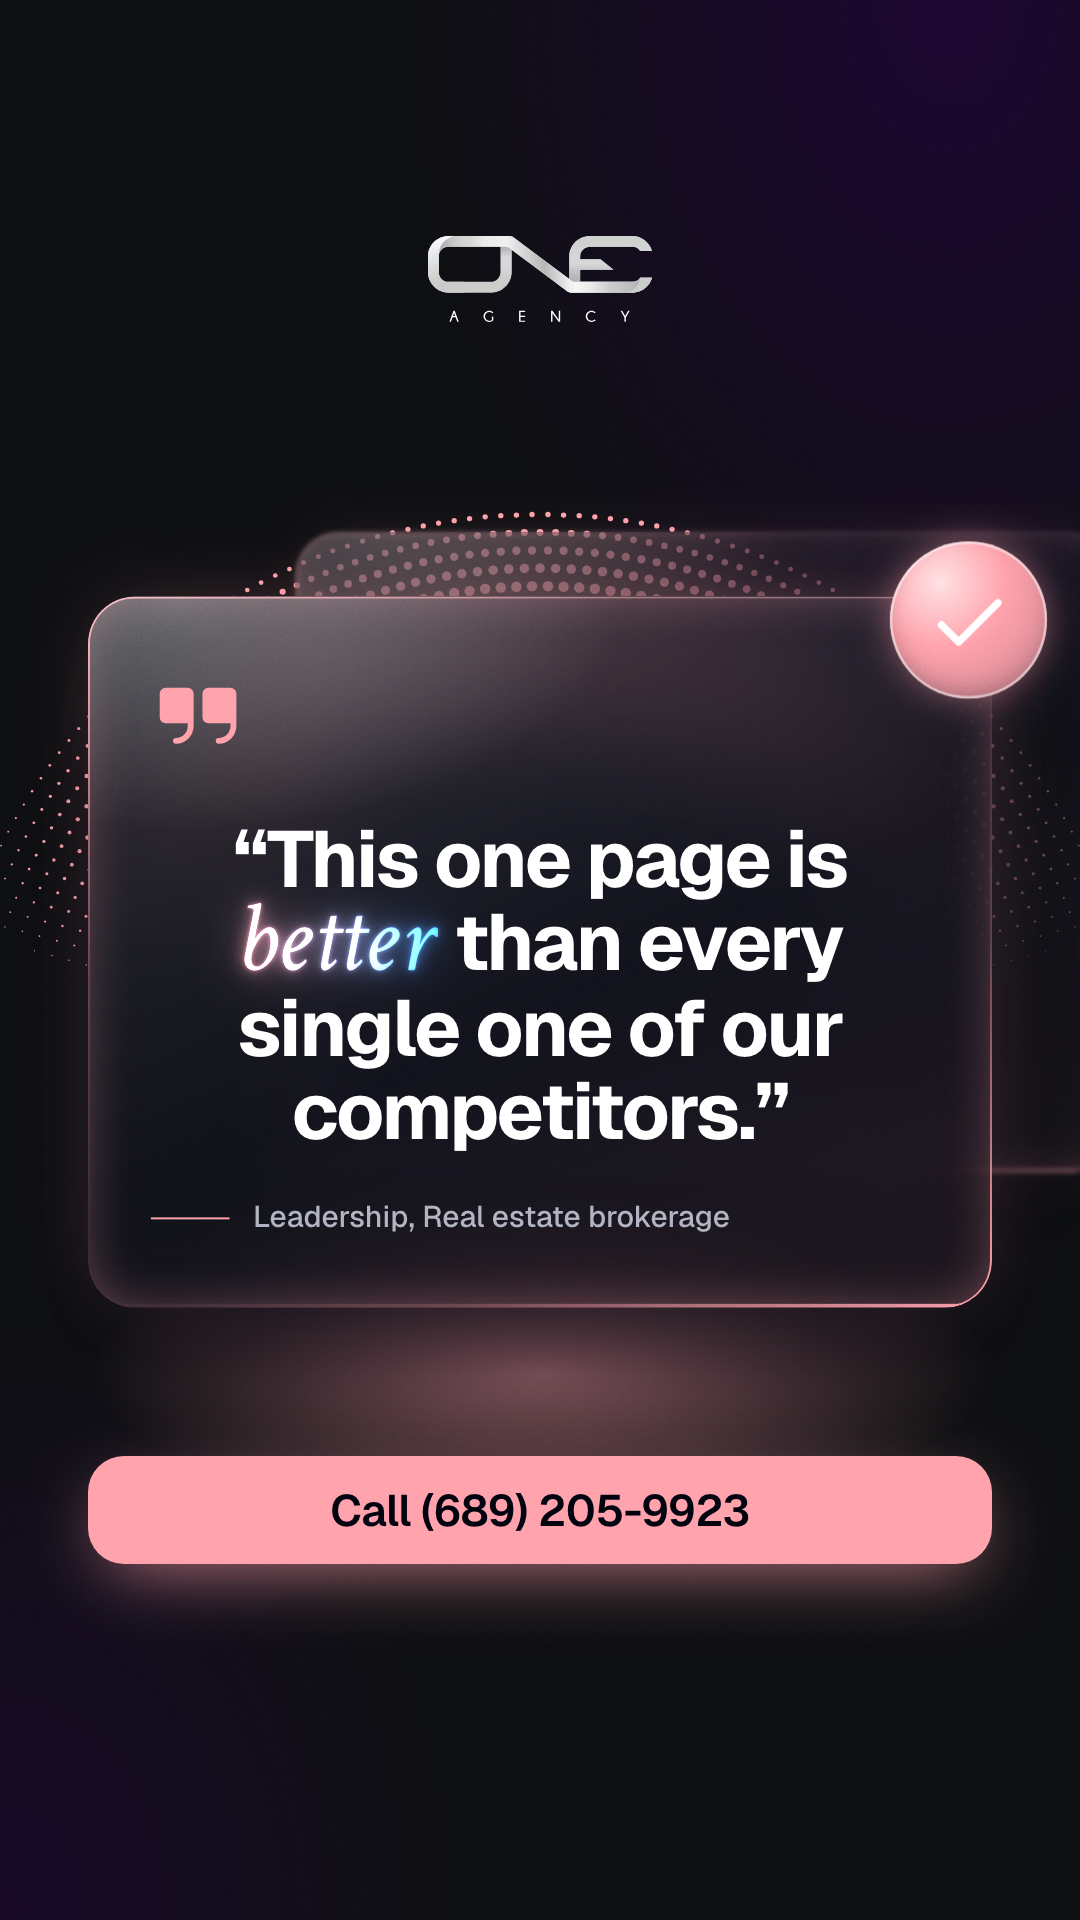 ONE
AGENCY
“This one page is
better than every
single one of our
competitors.”
Leadership, Real estate brokerage
Call (689) 205-9923